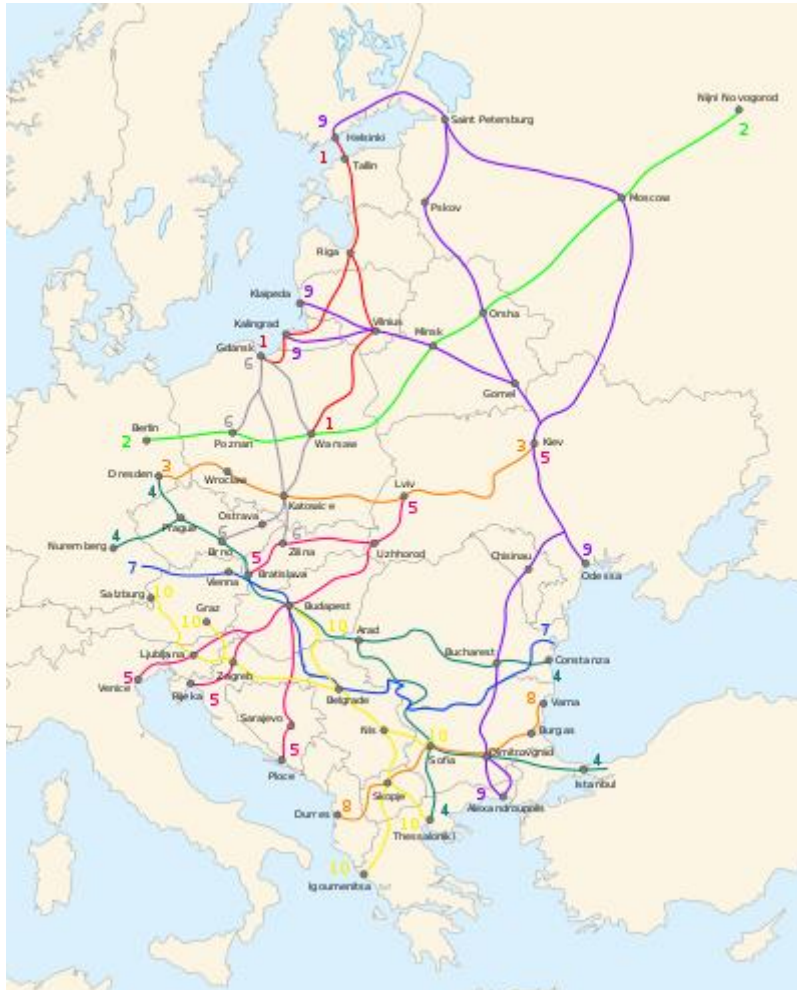 Nijni Novogorod
2
9
Saint Petersburg
Helsinki
1
Tallin
Moscow
Pskov
Riga
Klaipeda
9
Orsha
Kalingrad
Vilnius
Minsk
1
9
Gdansk
6
Gomel
Berlin
6
1
2
Poznan
Warsaw
3
Kiev
5
Dresden
3
Wroclaw
Lviv
4
5
Katowice
Ostrava
Prague
4
6
6
Nuremberg
Brno
5
Zilna
Uzhhorod
9
Chisinau
7
Vienna
Bratislava
Odessa
Salzburg
10
Graz
Budapest
10
10
Arad
7
Ljubljana
Bucharest
Constanza
Zagreb
4
5
Venice
Rijeka
5
Belgrade
8
Varna
Sarajevo
Nis
10
Burgas
5
Sofia
Dimitrovgrad
Ploce
4
Istanbul
Skopje
9
8
4
Alexandroupolis
Durres
10
Thessaloniki
10
Igoumenitsa